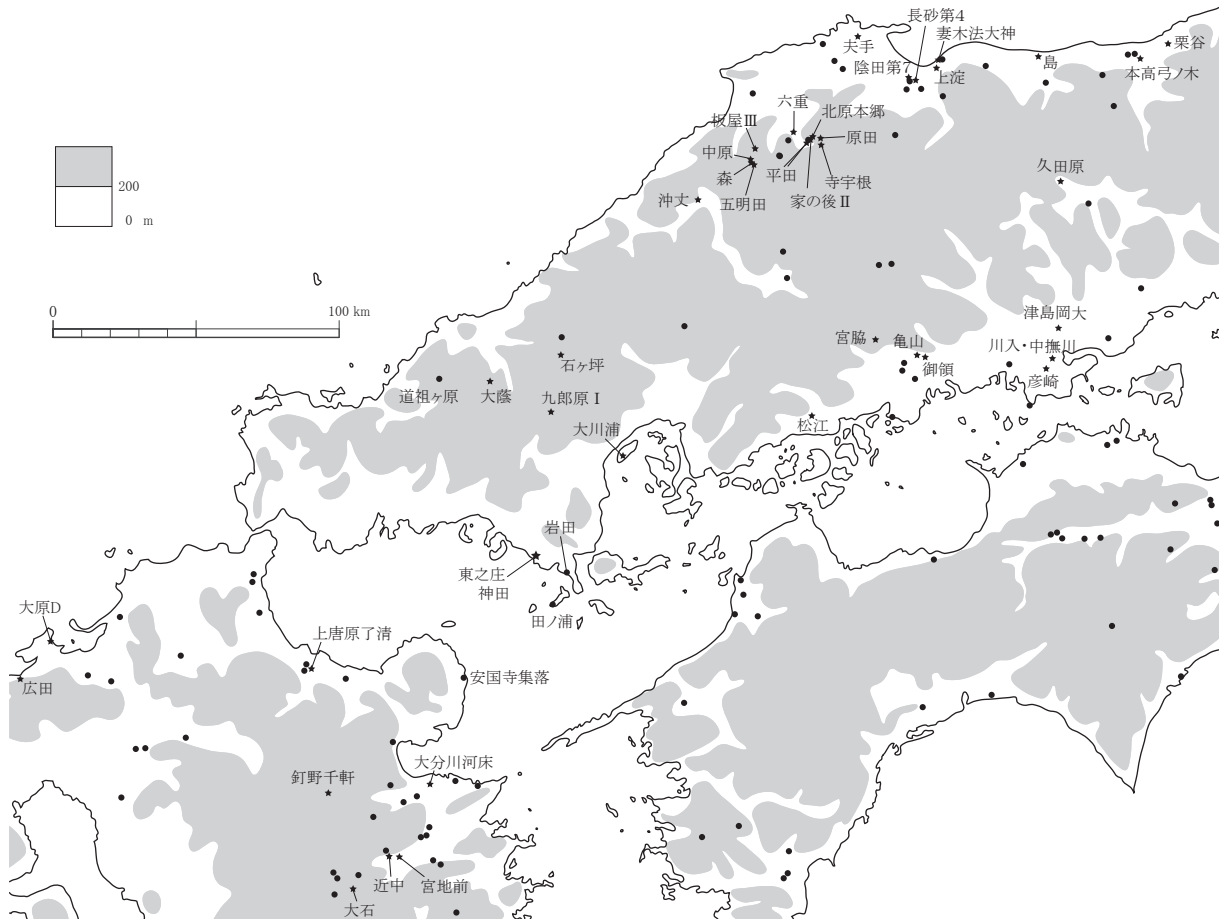 長砂第4
妻木法大神
夫手
栗谷
陰田第7
上淀
島
本高弓ノ木
六重
北原本郷
板屋Ⅲ
原田
中原
久田原
森
平田
寺宇根
沖丈
五明田
家の後Ⅱ
200
0 m
0 100 km
津島岡大
宮脇
亀山
川入・中撫川
石ヶ坪
御領
彦崎
道祖ヶ原
大蔭
九郎原Ⅰ
松江
大川浦
岩田
東之庄
神田
大原D
田ノ浦
上唐原了清
広田
安国寺集落
大分川河床
釘野千軒
近中
宮地前
大石